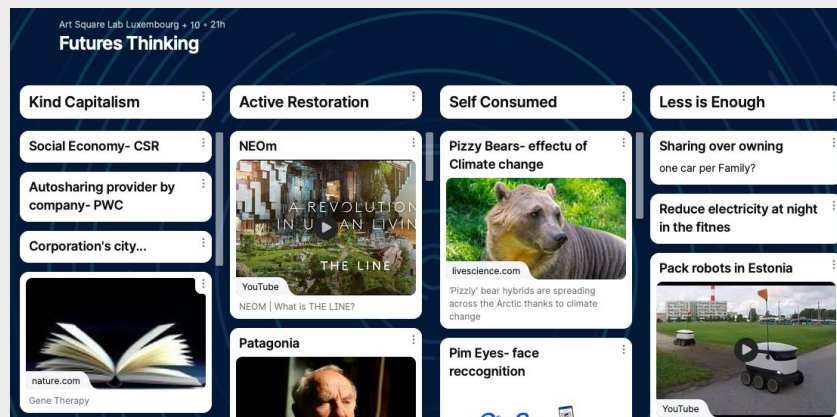 Art Square Lab Luxembourg + 10 • 21h
Futures Thinking
Kind Capitalism
Social Economy- CSR
Autosharing provider by
company- PWC
Corporation's city...
nature.com
Gene Therapy
Active Restoration
NEOm
A REVOLUTION
IN U AN LIVIN
THE LINE
YouTube
NEOM | What is THE LINE?
Patagonia
Self Consumed
Pizzy Bears- effectu of
Climate change
livescience.com
'Pizzly' bear hybrids are spreading
across the Arctic thanks to climate
change
Pim Eyes- face
reccognition
Less is Enough
Sharing over owning
one car per Family?
Reduce electricity at night
in the fitnes
Pack robots in Estonia
YouTube